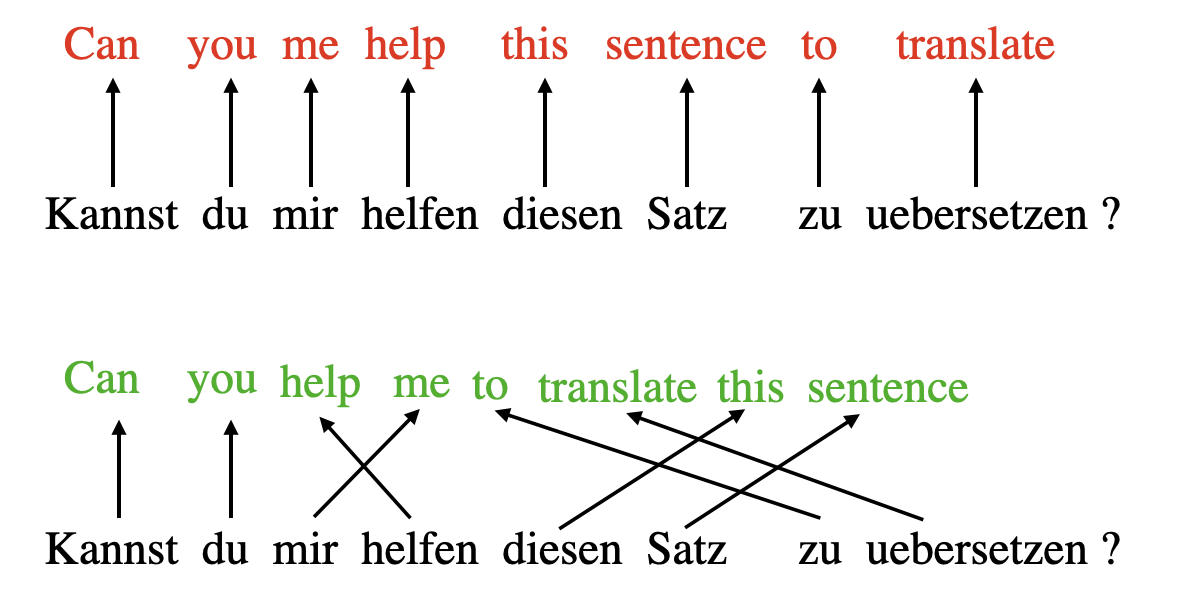 Can you me help this sentence to translate
Kannst du mir helfen diesen Satz zu uebersetzen ?
Can you help me to translate this sentence
Kannst du mir helfen diesen Satz zu uebersetzen ?